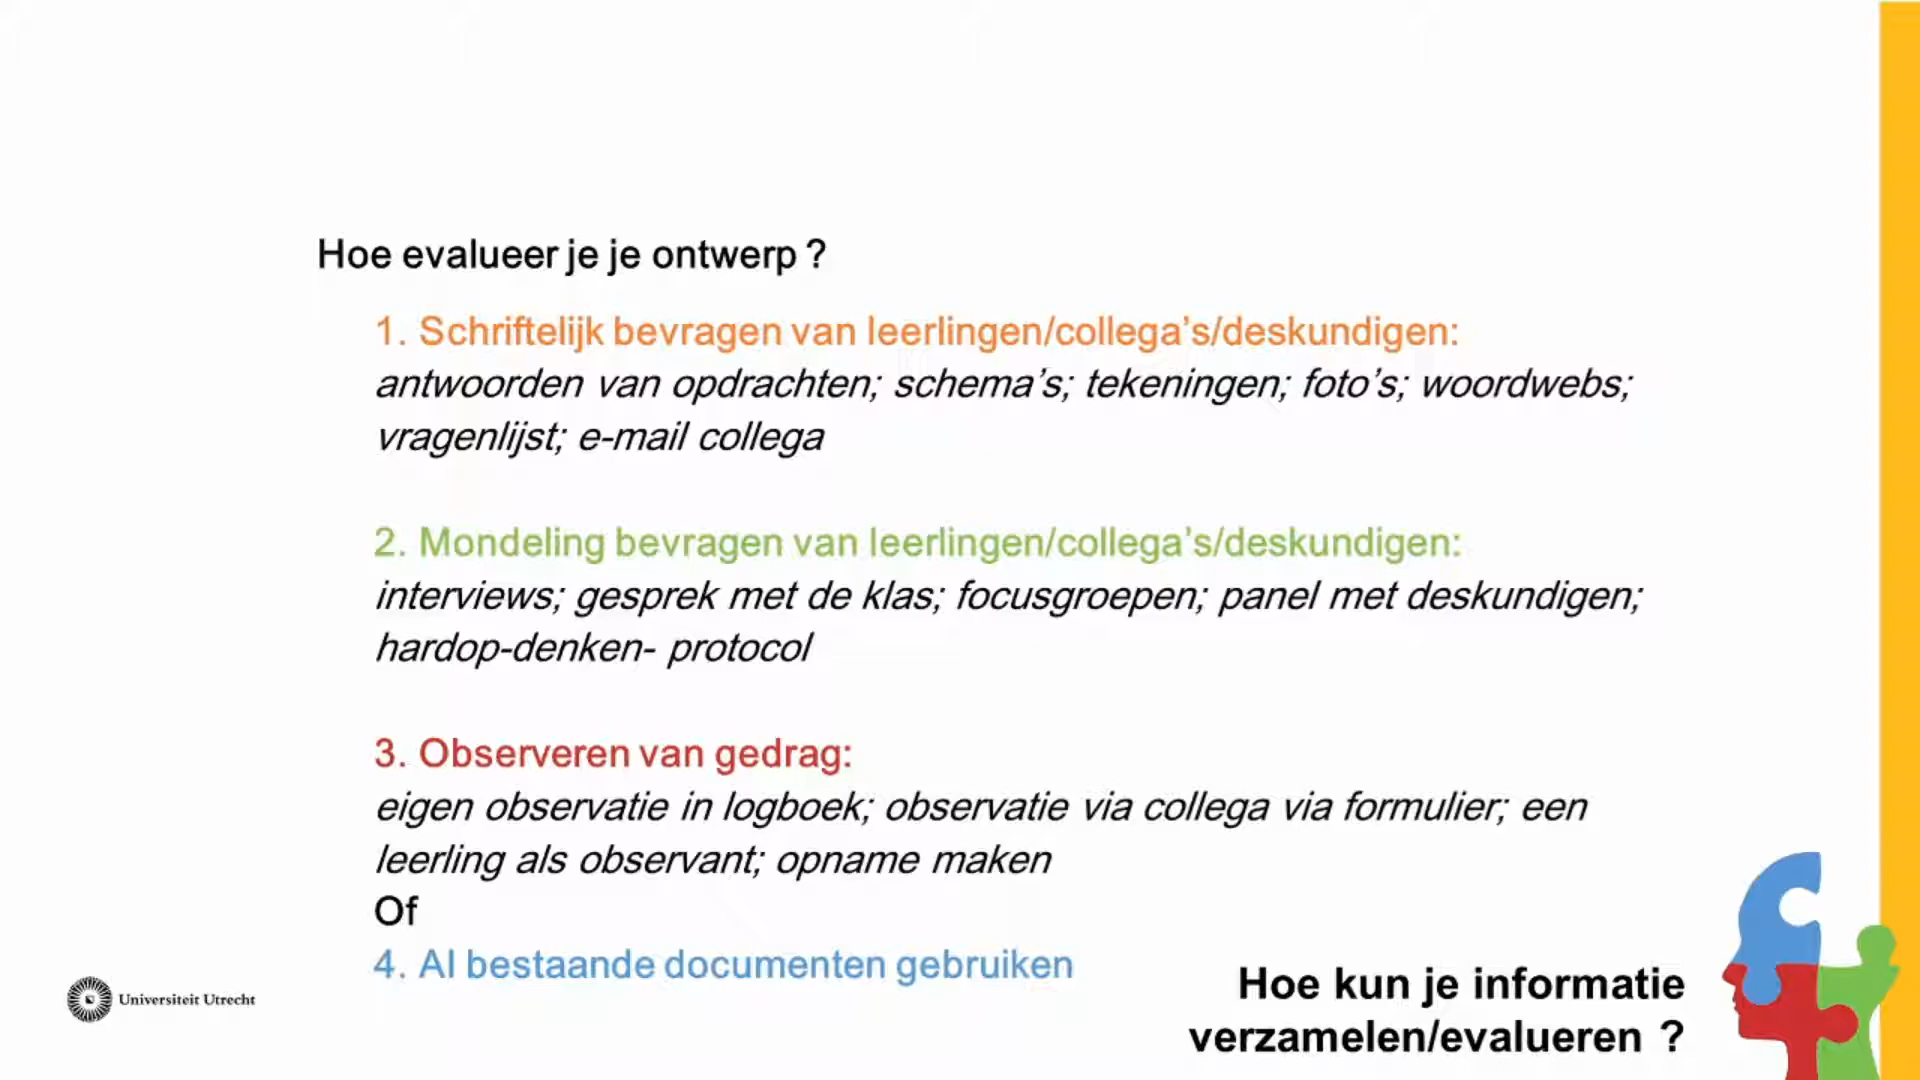 Hoe evalueer je je ontwerp ?
1. Schriftelijk bevragen van leerlingen/collega's/deskundigen:
antwoorden van opdrachten; schema's; tekeningen; foto's; woordwebs;
vragenlijst; e-mail collega
2. Mondeling bevragen van leerlingen/collega's/deskundigen:
interviews; gesprek met de klas; focusgroepen; panel met deskundigen;
hardop-denken- protocol
3. Observeren van gedrag:
eigen observatie in logboek; observatie via collega via formulier; een
leerling als observant; opname maken
Of
4. Al bestaande documenten gebruiken
Universiteit Utrecht
Hoe kun je informatie
verzamelen/evalueren ?